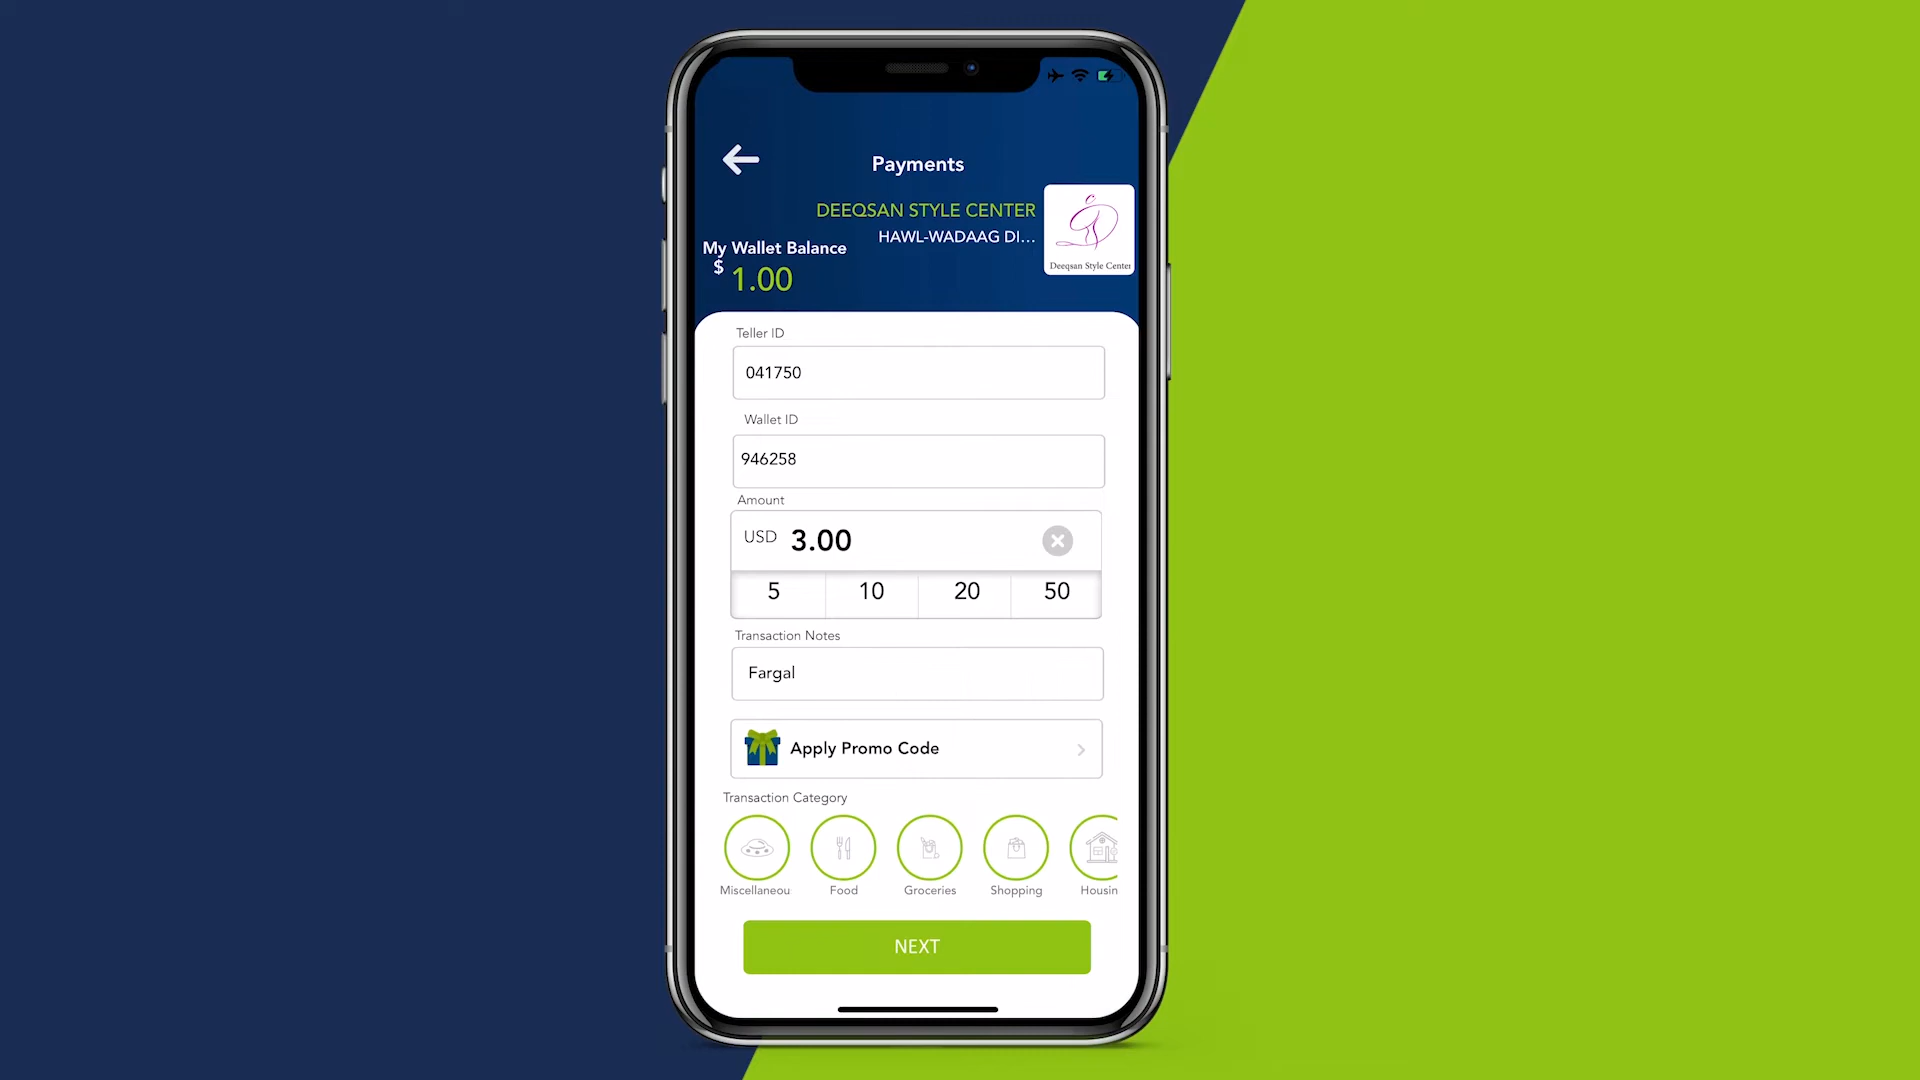 Payments
DEEQSAN STYLE CENTER
HAWL-WADAAG DI...
Deeqsan Style Center
My Wallet Balance
$ 1.00
Teller ID
041750
Wallet ID
946258
Amount
USD 3.00
5 10 20 50
Transaction Notes
Fargal
Apply Promo Code
Transaction Category
Miscellaneou Food Groceries Shopping Housin
NEXT